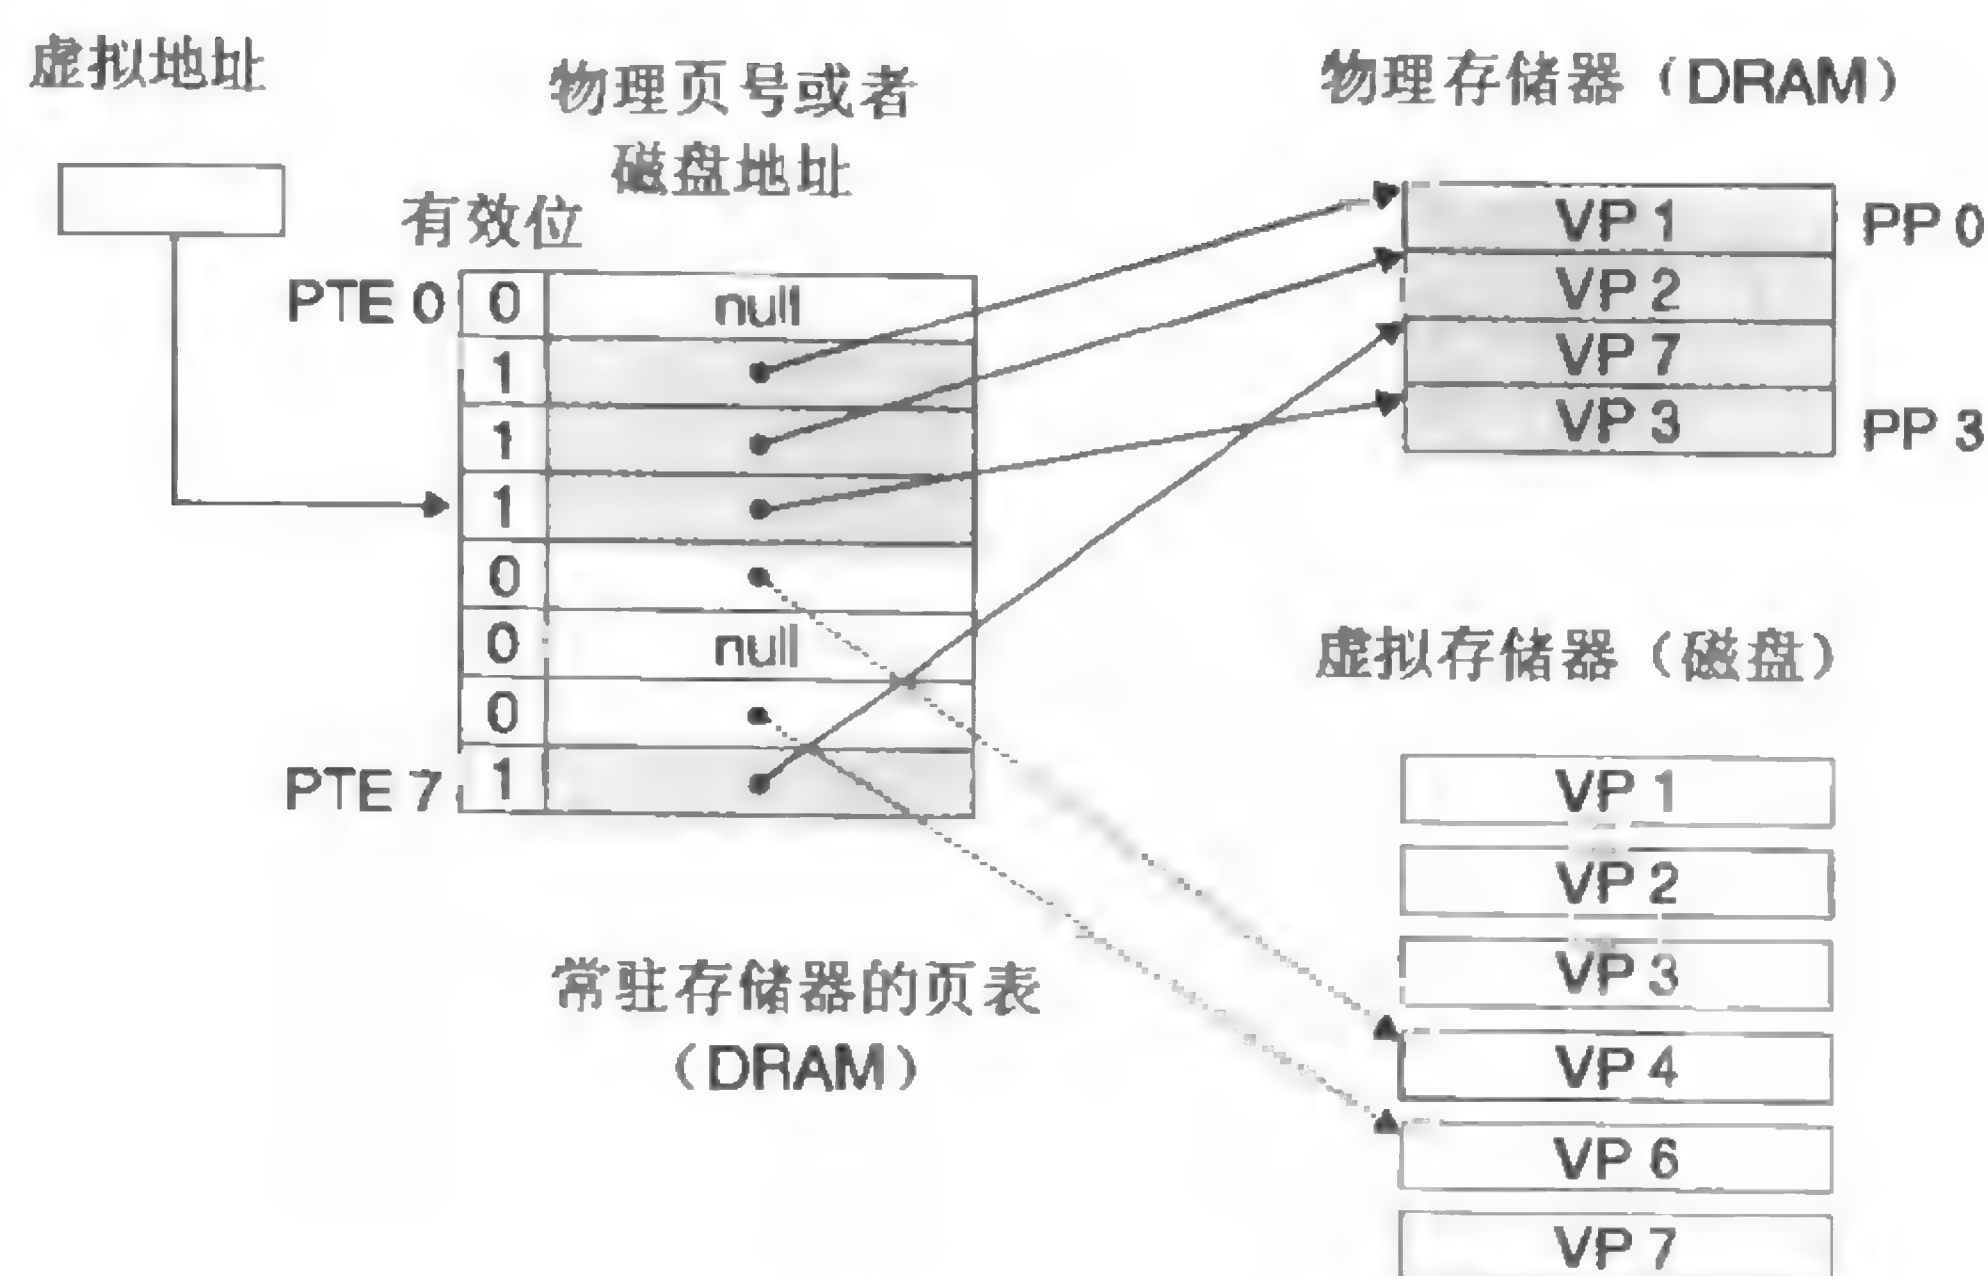 虚拟地址
物理页号或者
磁盘地址
有效位
PTE 0 0 null
1
1
1
0
0 null
0
PTE 7 1
常驻存储器的页表
（DRAM）
物理存储器（DRAM）
VP 1 PP 0
VP 2
VP 7
VP 3 PP 3
虚拟存储器（磁盘）
VP 1
VP 2
VP 3
VP 4
VP 6
VP 7